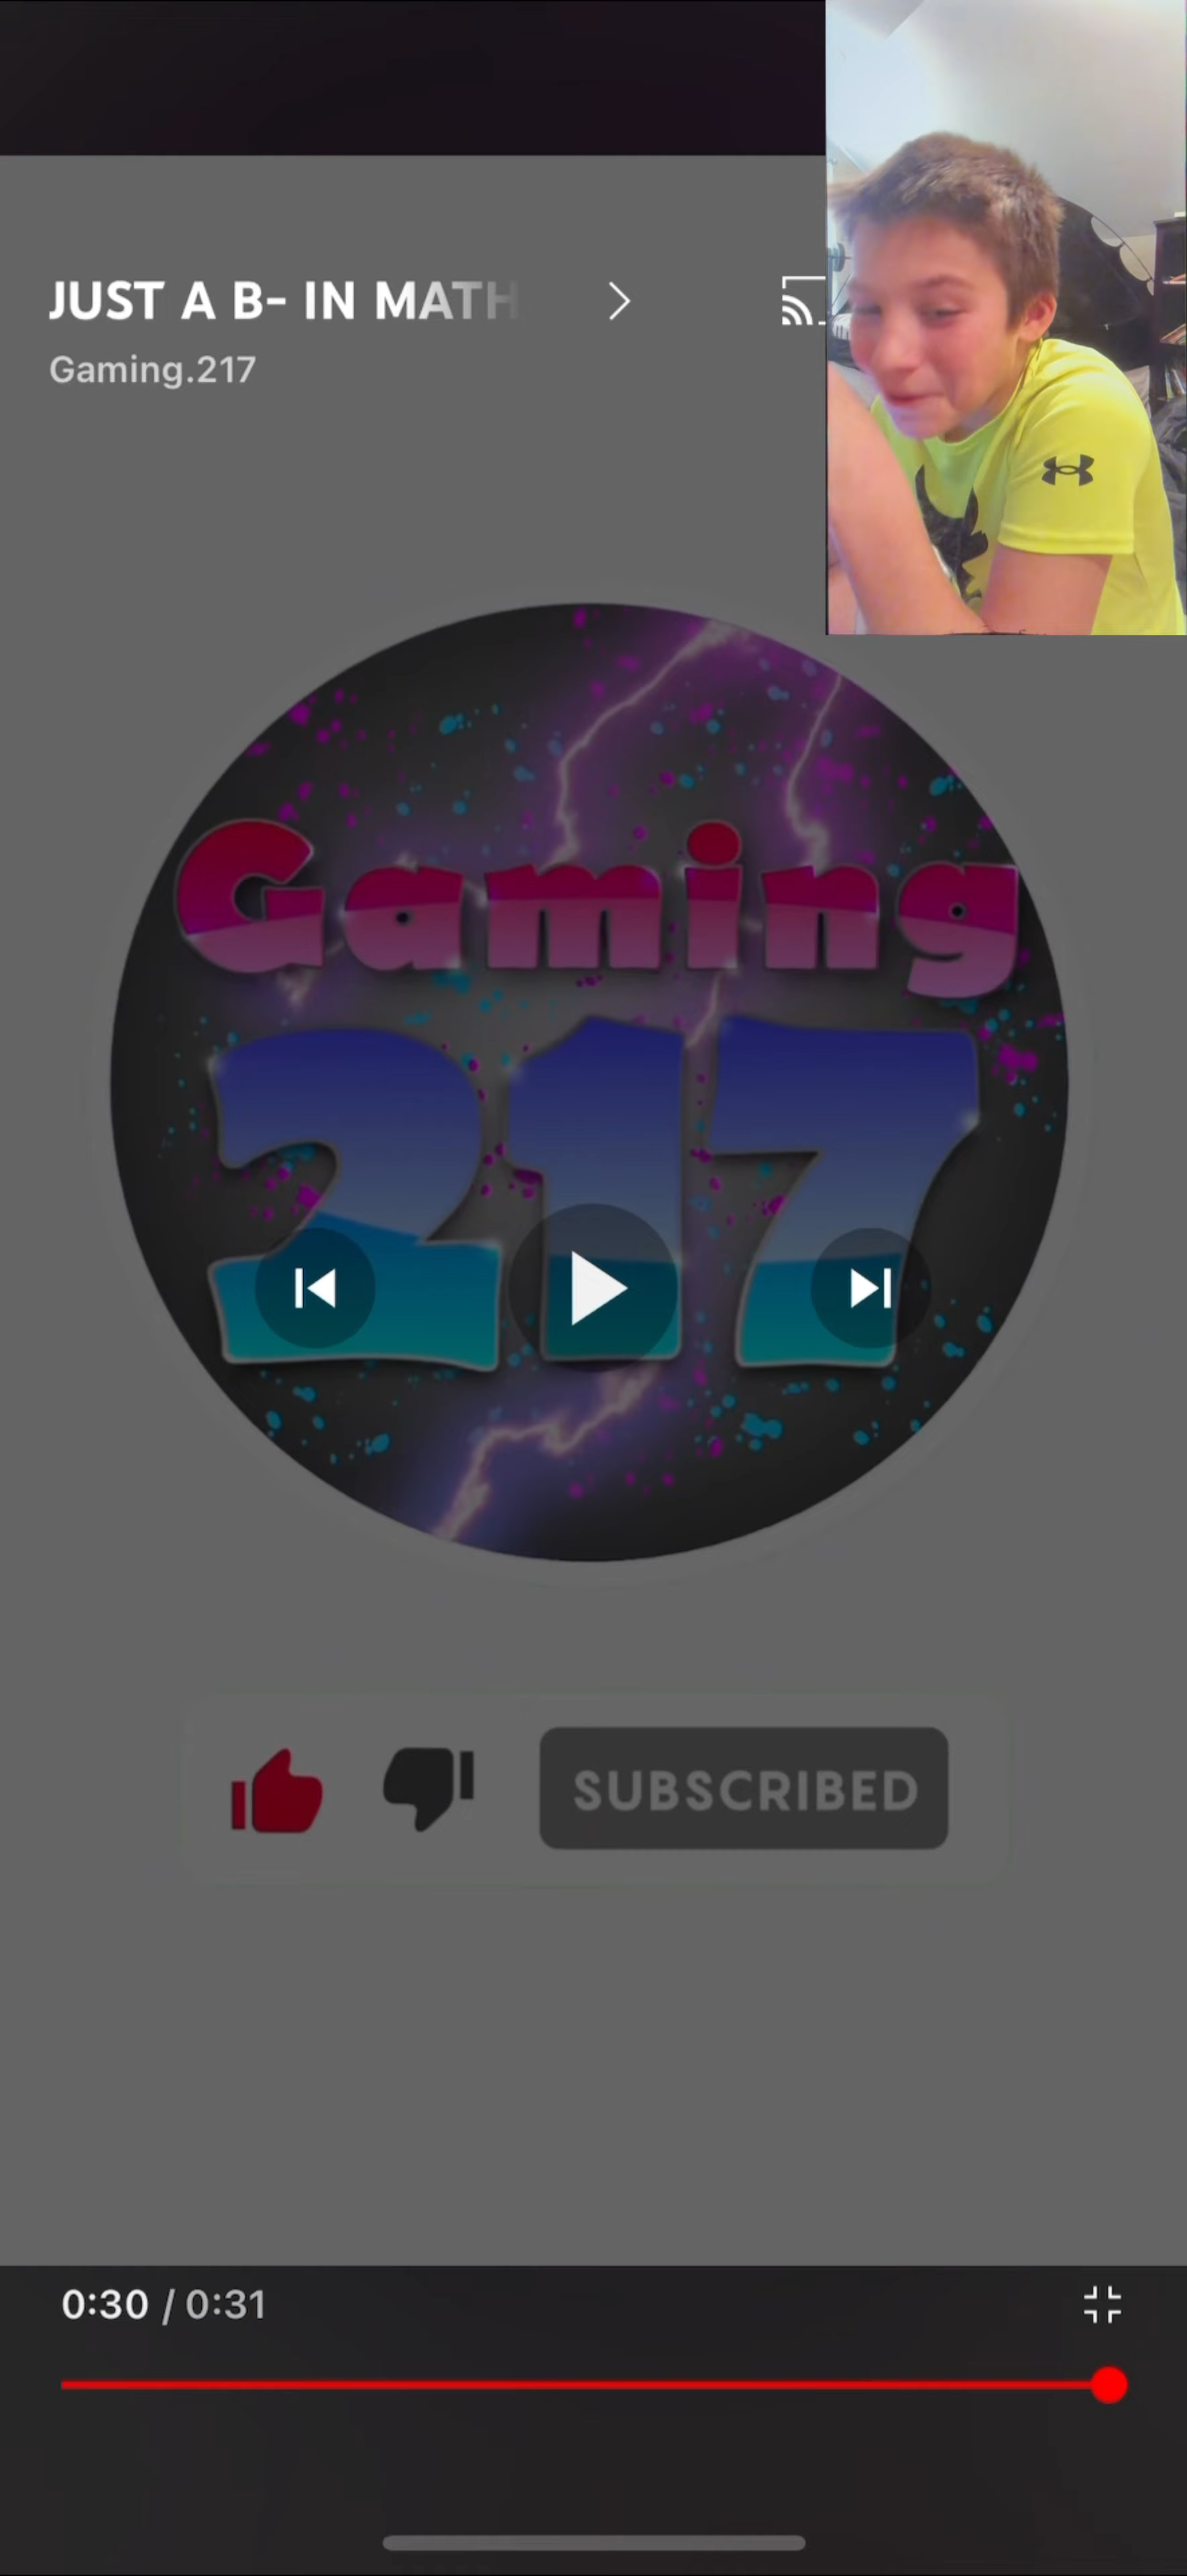 JUST A B- IN MATH
Gaming.217
Gaming
217
SUBSCRIBED
0:30 / 0:31